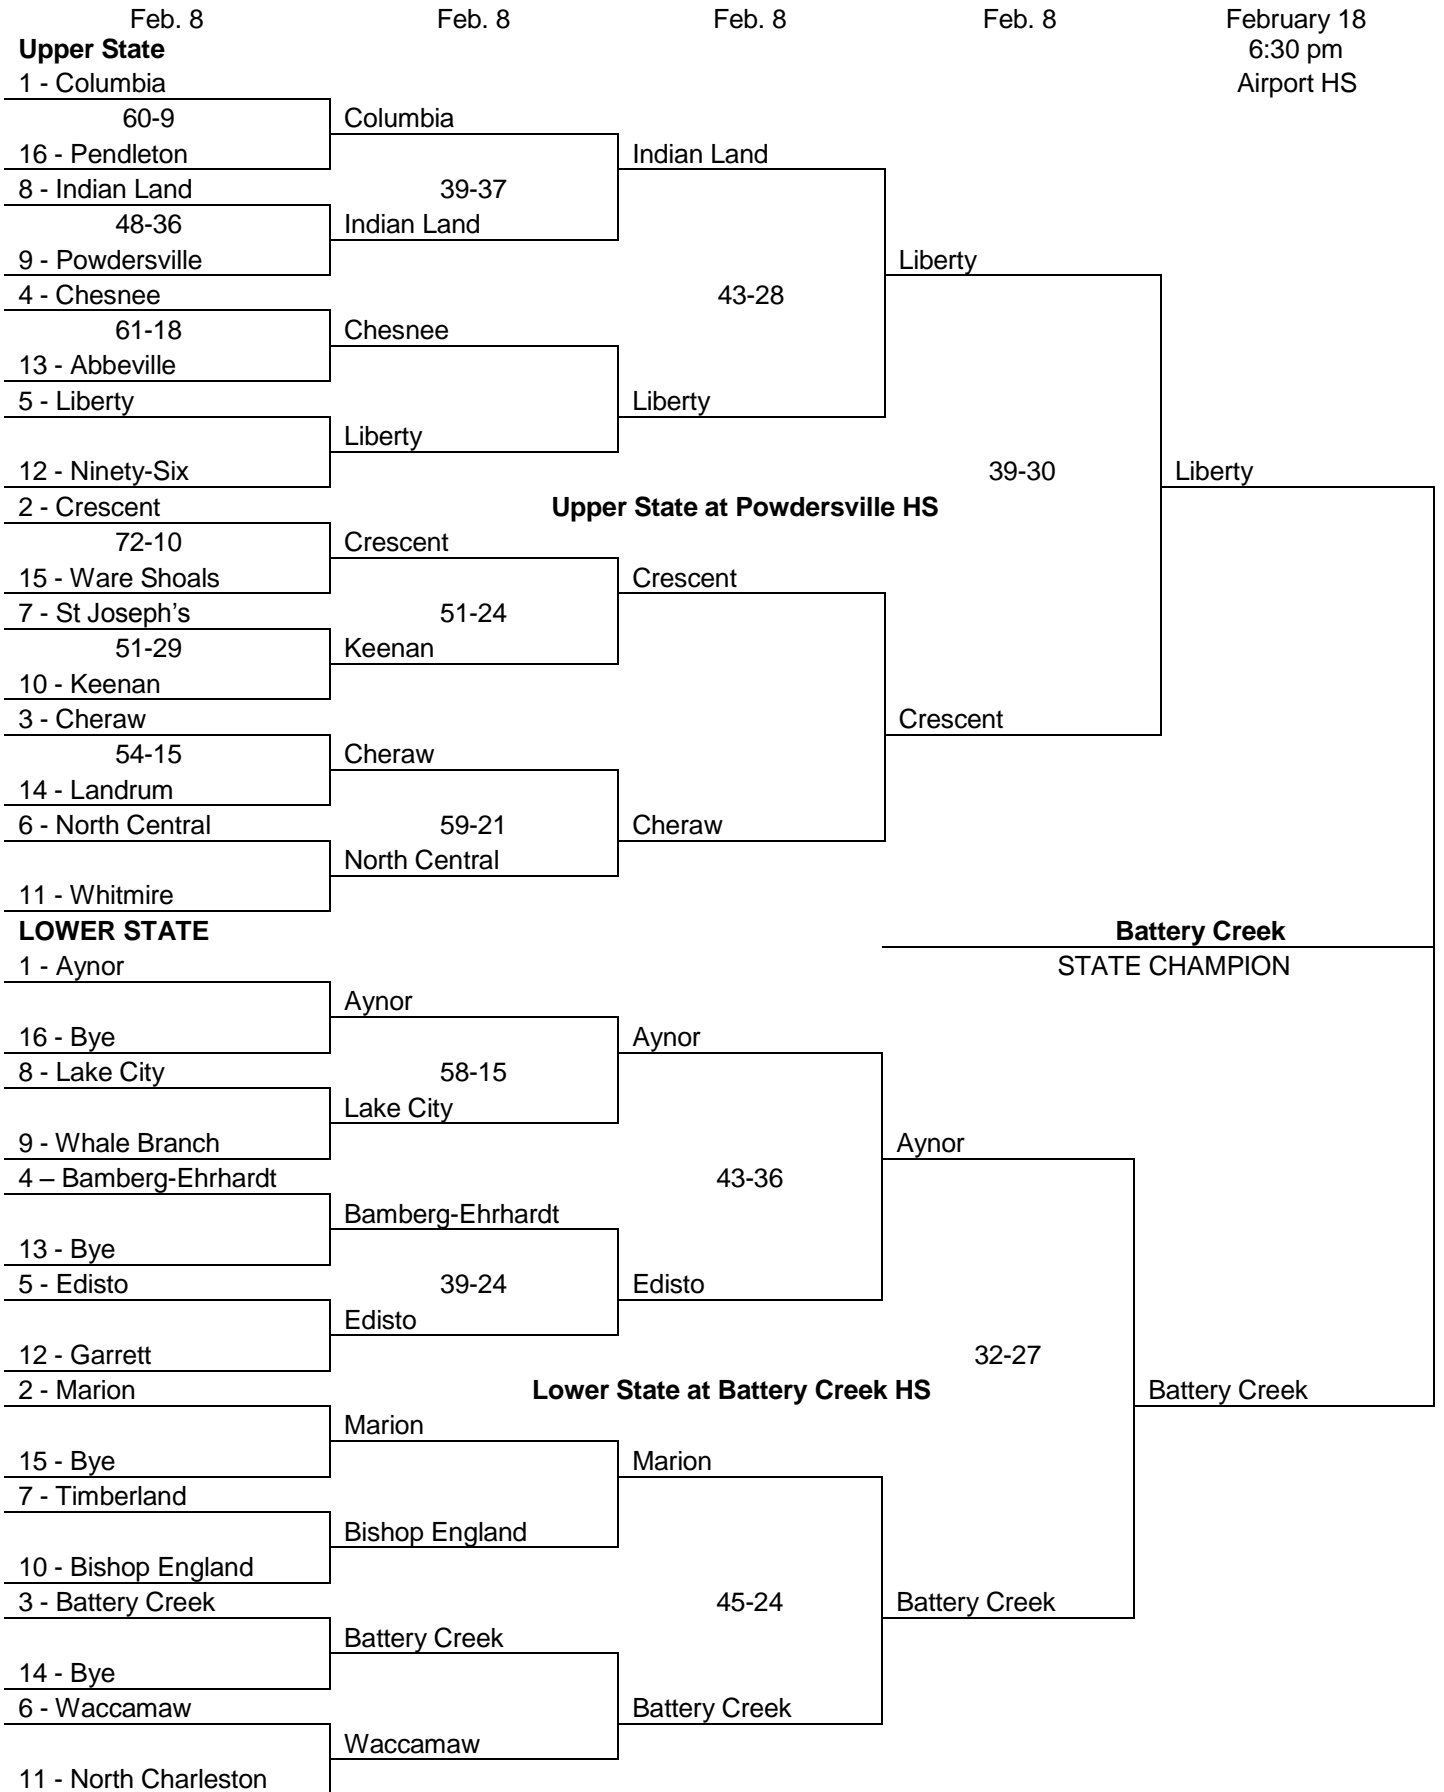 Feb. 8 Feb. 8 Feb. 8 Feb. 8 February 18
Upper State 6:30 pm
1 - Columbia Airport HS
60-9 Columbia
16 - Pendleton Indian Land
8 - Indian Land 39-37
48-36 Indian Land
9 - Powdersville Liberty
4 - Chesnee 43-28
61-18 Chesnee
13 - Abbeville
5 - Liberty Liberty
Liberty
12 - Ninety-Six 39-30 Liberty
2 - Crescent Upper State at Powdersville HS
72-10 Crescent
15 - Ware Shoals Crescent
7 - St Joseph’s 51-24
51-29 Keenan
10 - Keenan
3 - Cheraw Crescent
54-15 Cheraw
14 - Landrum
6 - North Central 59-21 Cheraw
North Central
11 - Whitmire
LOWER STATE Battery Creek
1 - Aynor STATE CHAMPION
Aynor
16 - Bye Aynor
8 - Lake City 58-15
Lake City
9 - Whale Branch Aynor
4 – Bamberg-Ehrhardt 43-36
Bamberg-Ehrhardt
13 - Bye
5 - Edisto 39-24 Edisto
Edisto
12 - Garrett 32-27
2 - Marion Lower State at Battery Creek HS Battery Creek
Marion
15 - Bye Marion
7 - Timberland
Bishop England
10 - Bishop England
3 - Battery Creek 45-24 Battery Creek
Battery Creek
14 - Bye
6 - Waccamaw Battery Creek
Waccamaw
11 - North Charleston